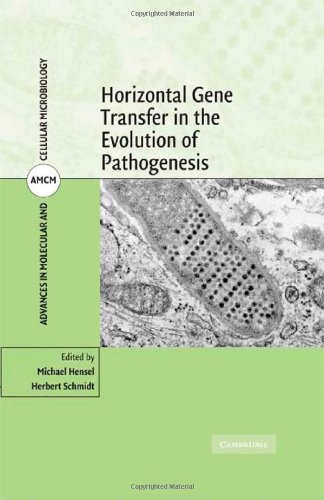 Horizontal Gene
Transfer in the
Evolution of
Pathogenesis
ADVANCES IN MOLECULAR AND
AMCM
CELLULAR MICROBIOLOGY
Edited by
Michael Hensel
Herbert Schmidt
CAMBRIDGE